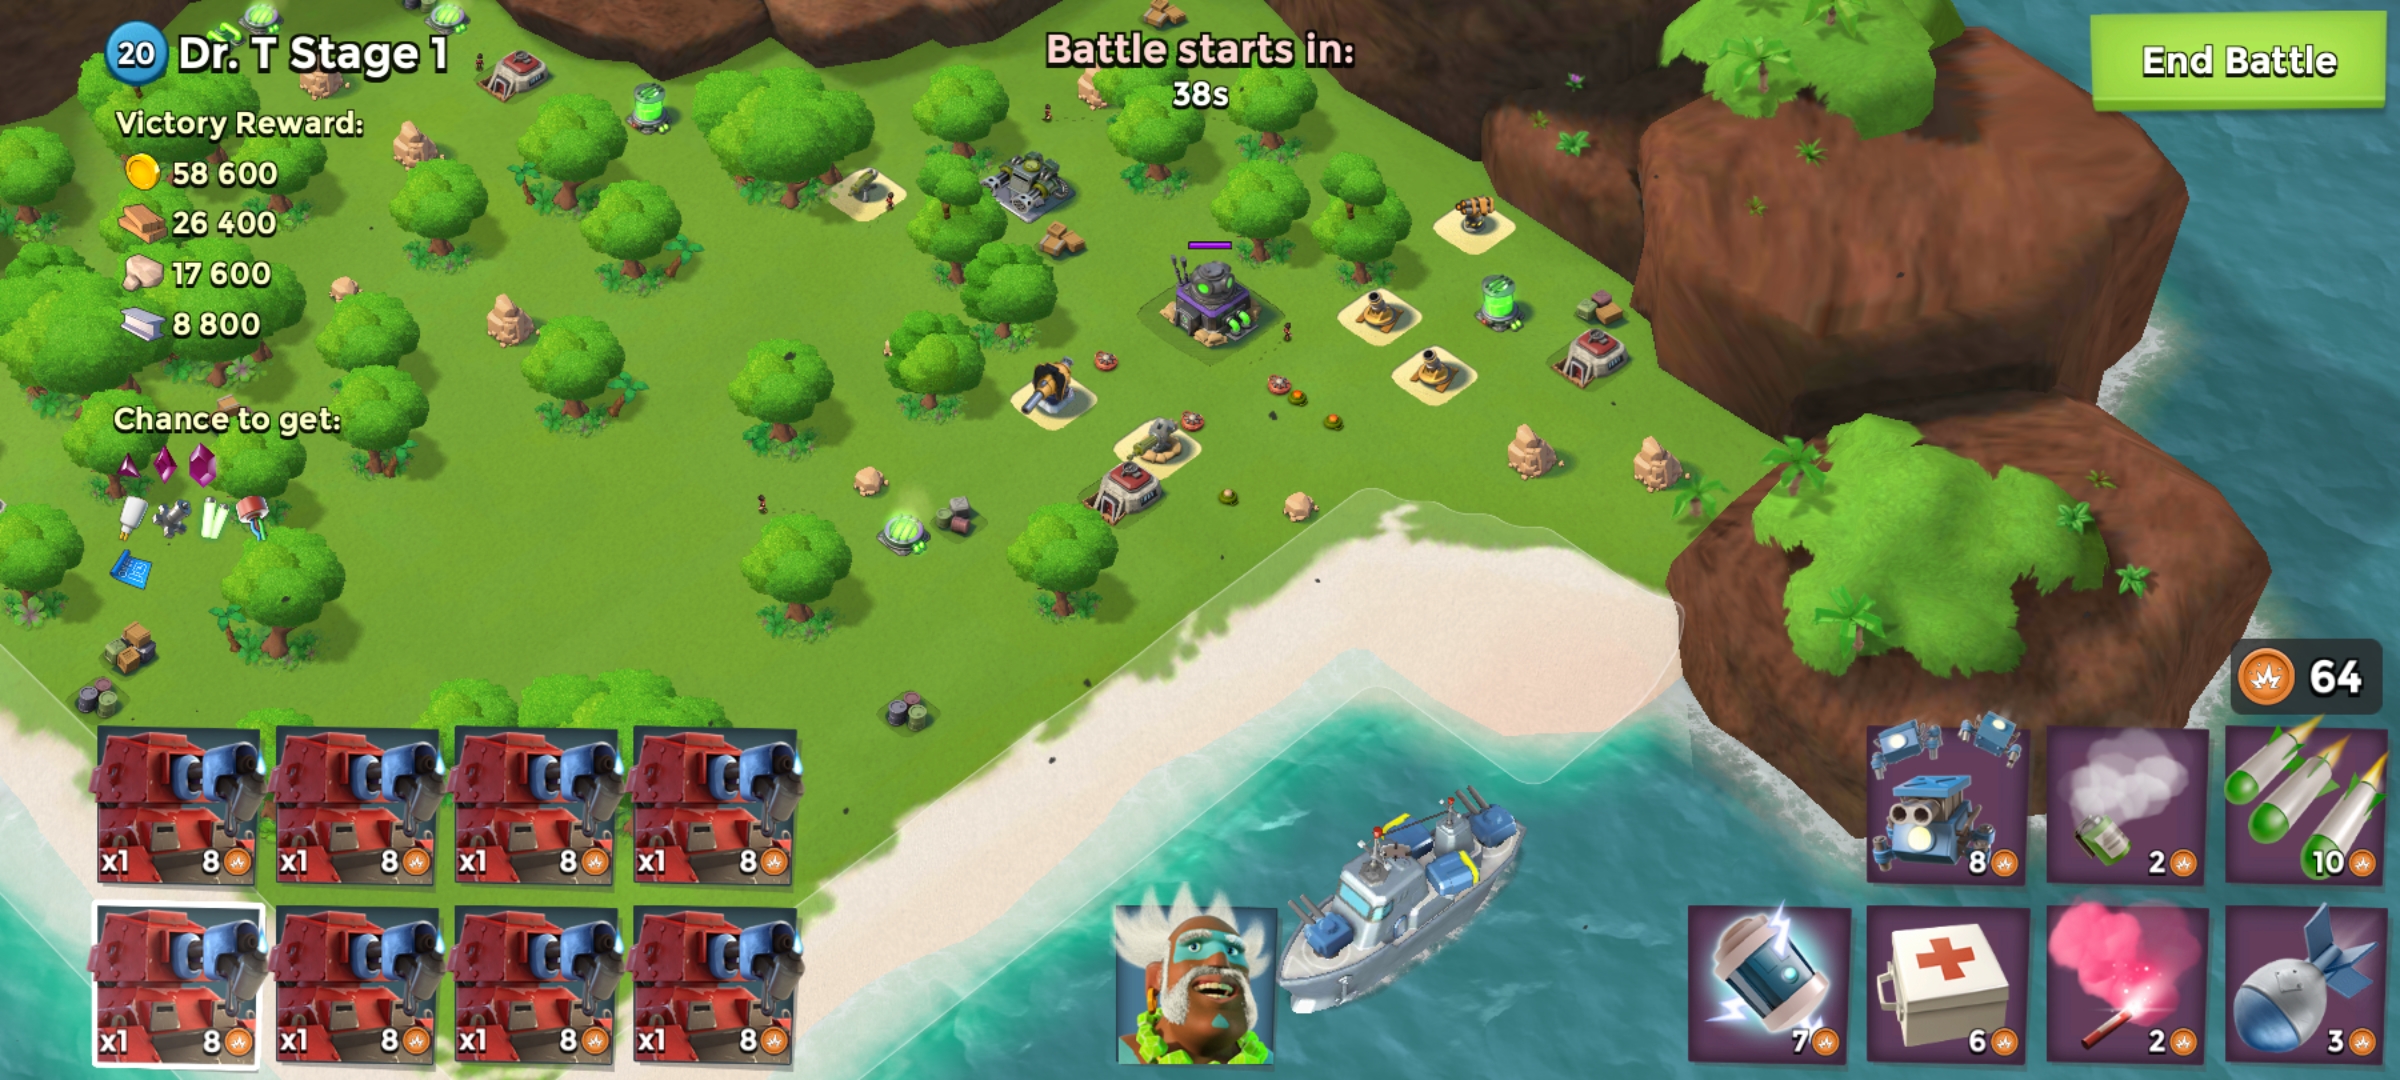 20 Dr. T Stage 1
Battle starts in:
38s
End Battle
Victory Reward:
58 600
26 400
17 600
8 800
Chance to get:
64
x1 8
x1 8
x1 8
x1 8
8
2
10
x1 8
x1 8
x1 8
x1 8
7
6
2
3